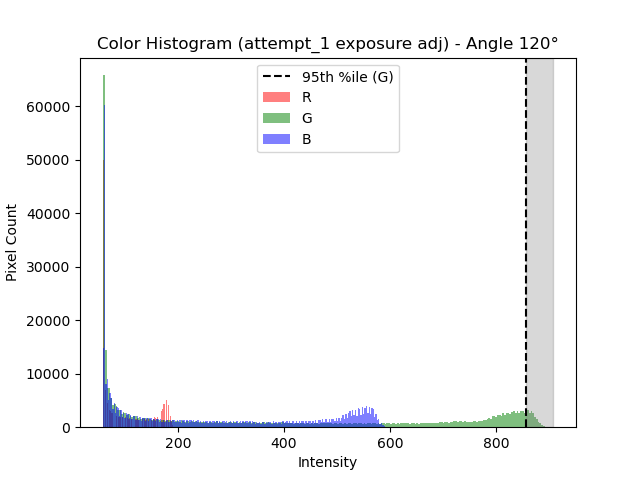 Color Histogram (attempt_1 exposure adj) - Angle 120°
95th %ile (G)
R
G
B
Pixel Count
60000
50000
40000
30000
20000
10000
0
200 400 600 800
Intensity